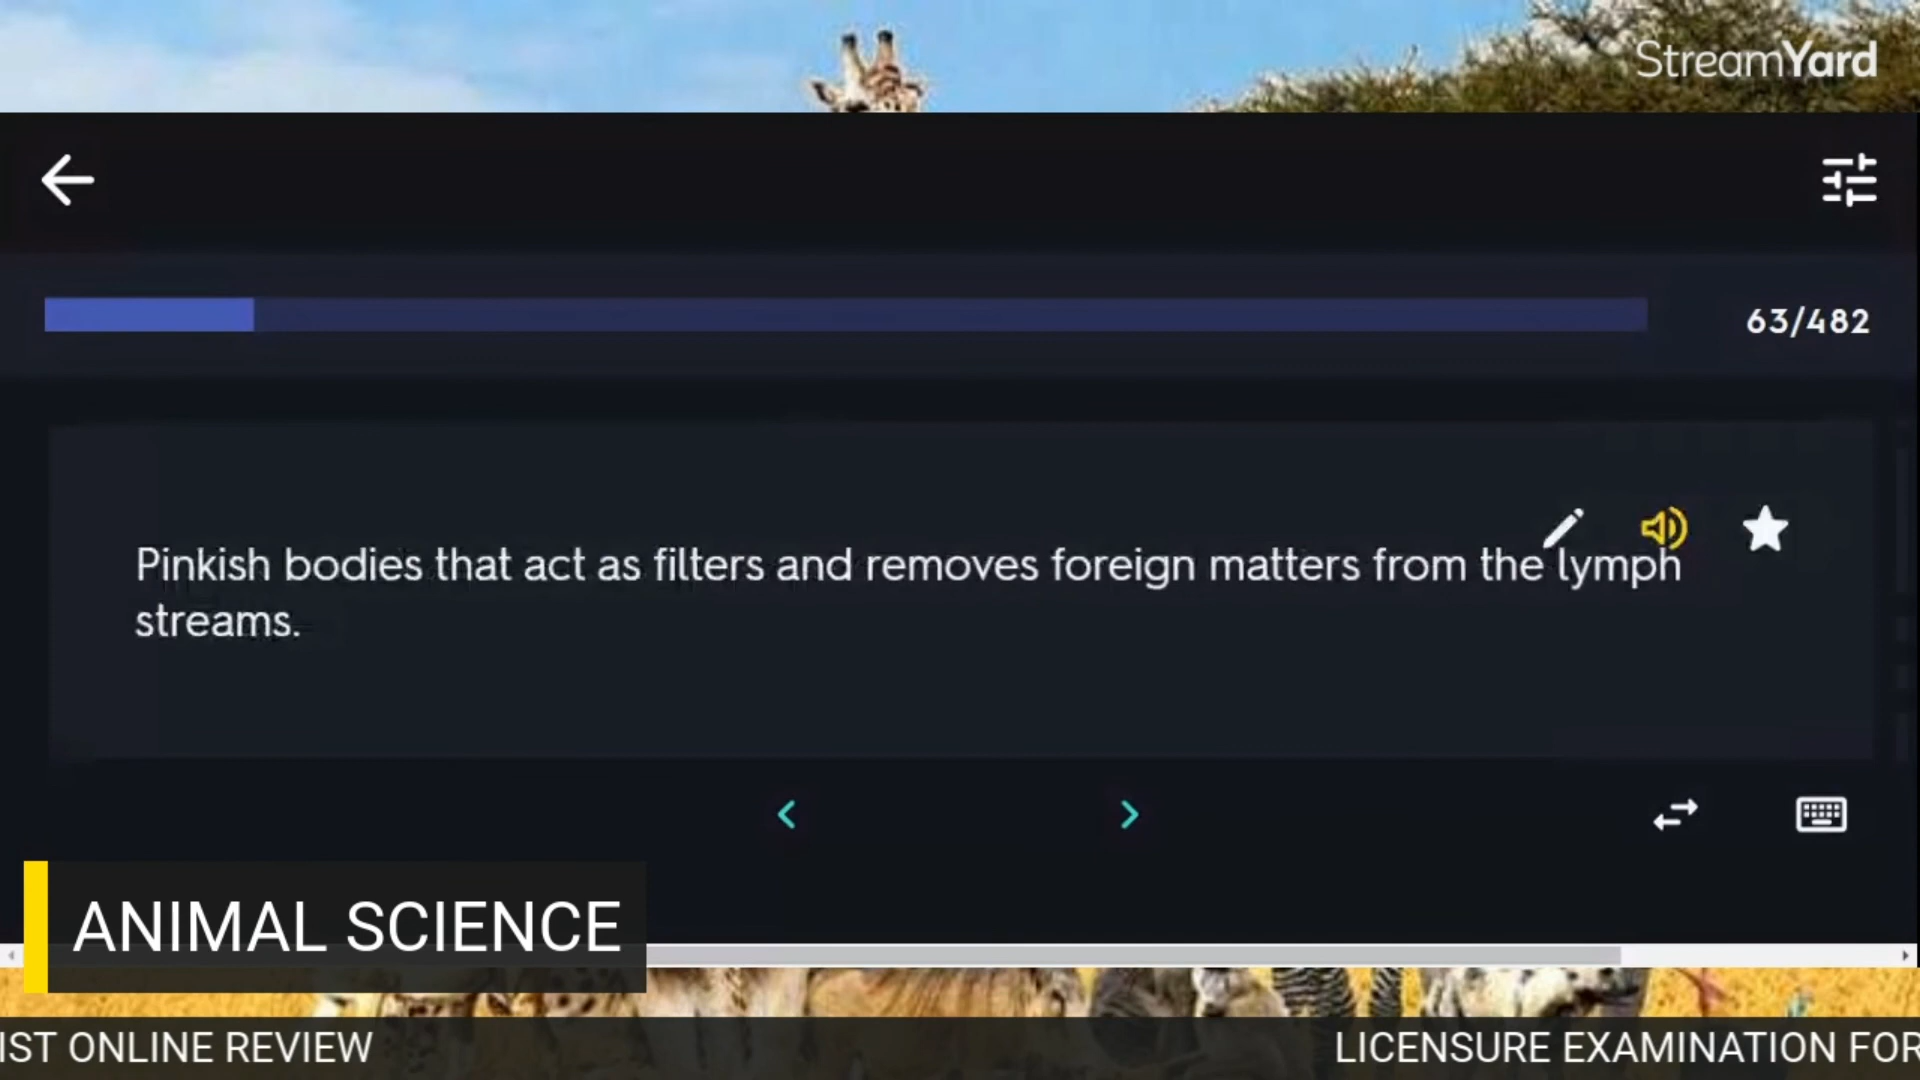 StreamYard
63/482
Pinkish bodies that act as filters and removes foreign matters from the lymph
streams.
ANIMAL SCIENCE
IST ONLINE REVIEW
LICENSURE EXAMINATION FOR